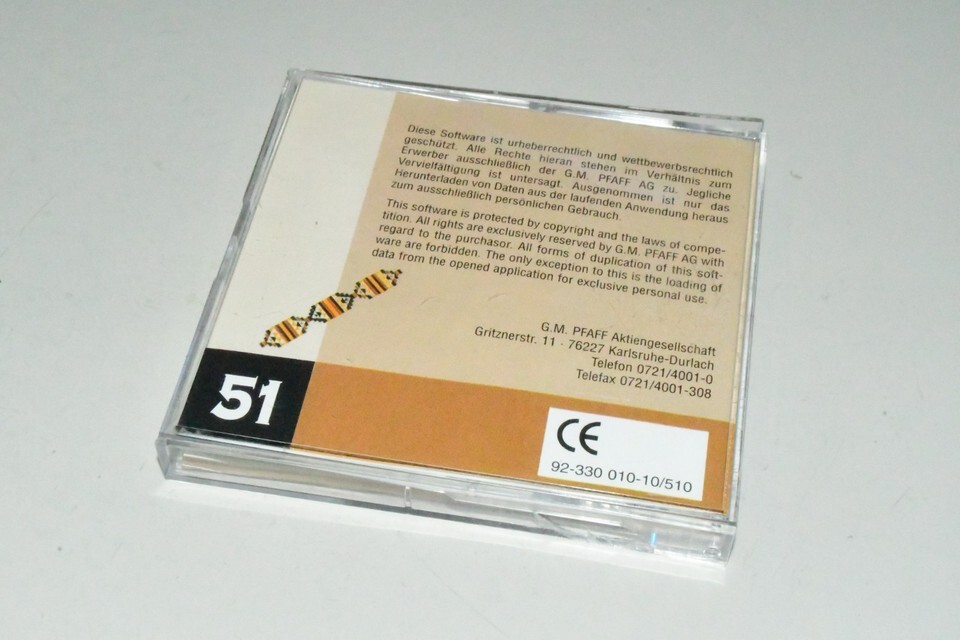 Diese Software ist urheberrechtlich und wettbewerbsrechtlich
geschützt. Alle Rechte hieran stehen im Verhältnis zum
Erwerber ausschließlich der G.M. PFAFF AG zu. Jegliche
Vervielfältigung ist untersagt. Ausgenommen ist nur das
Herunterladen von Daten aus der laufenden Anwendung heraus
zum ausschließlich persönlichen Gebrauch.
This software is protected by copyright and the laws of compe-
tition. All rights are exclusively reserved by G.M. PFAFF AG with
regard to the purchasor. All forms of duplication of this soft-
ware are forbidden. The only exception to this is the loading of
data from the opened application for exclusive personal use.
G.M. PFAFF Aktiengesellschaft
Gritznerstr. 11 · 76227 Karlsruhe-Durlach
Telefon 0721/4001-0
Telefax 0721/4001-308
51
CE
92-330 010-10/510